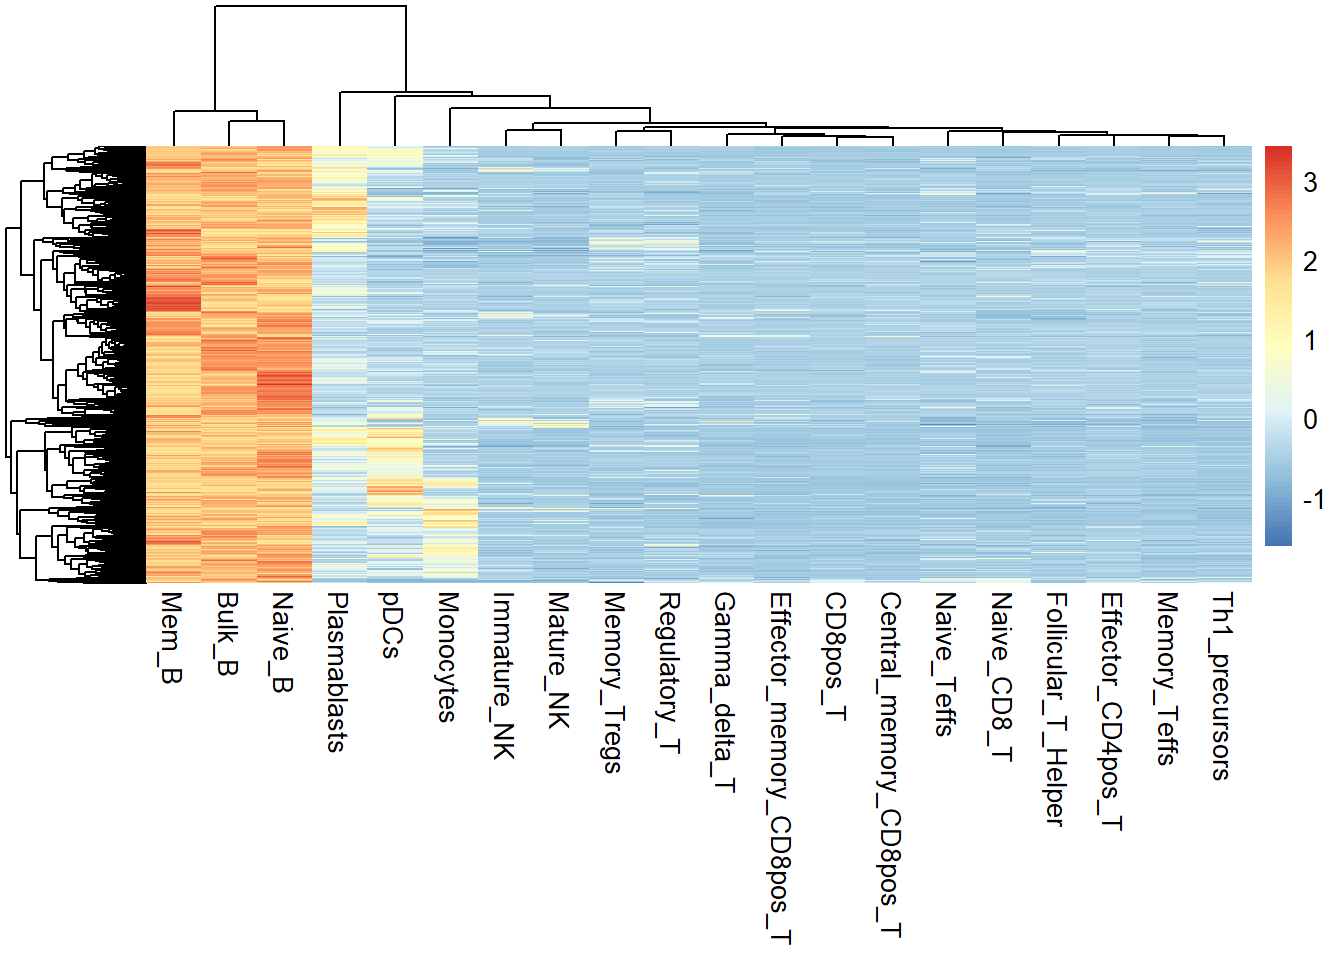 3
2
1
0
-1
Mem_B
Bulk_B
Naive_B
Plasmablasts
pDCs
Monocytes
Immature_NK
Mature_NK
Memory_Tregs
Regulatory_T
Gamma_delta_T
Effector_memory_CD8pos_T
CD8pos_T
Central_memory_CD8pos_T
Naive_Teffs
Naive_CD8_T
Follicular_T_Helper
Effector_CD4pos_T
Memory_Teffs
Th1_precursors